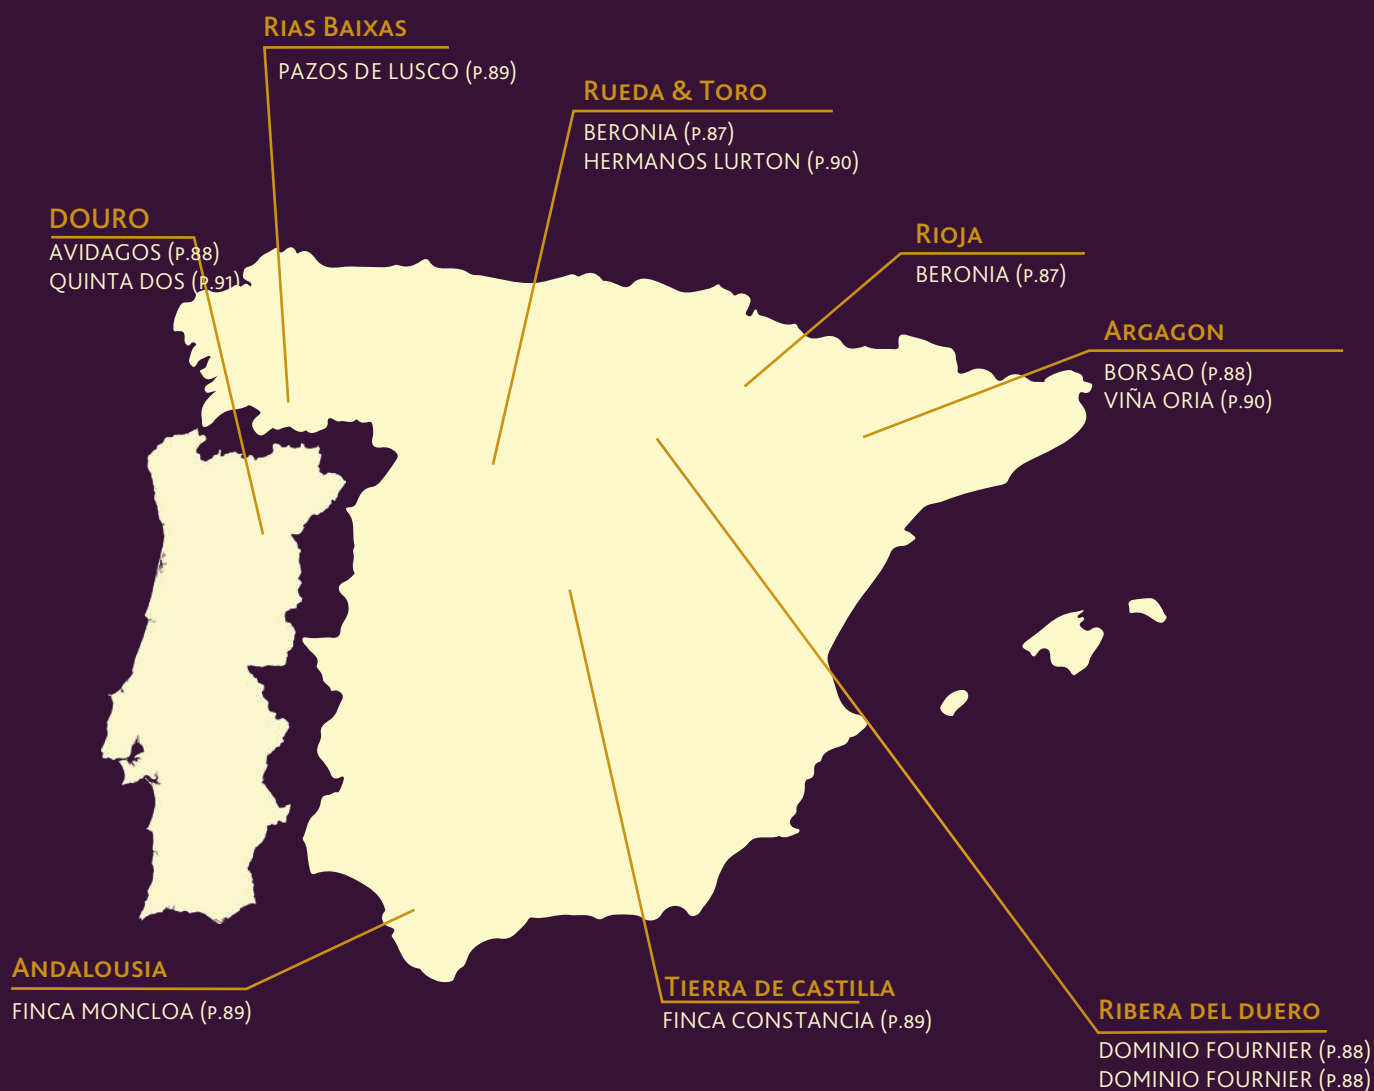 Rias Baixas
PAZOS DE LUSCO (P.89)
Rueda & Toro
BERONIA (P.87)
HERMANOS LURTON (P.90)
DOURO
AVIDAGOS (P.88)
QUINTA DOS (P.91)
Rioja
BERONIA (P.87)
Argagon
BORSAO (P.88)
VIÑA ORIA (P.90)
Andalousia
FINCA MONCLOA (P.89)
Tierra de castilla
FINCA CONSTANCIA (P.89)
Ribera del duero
DOMINIO FOURNIER (P.88)
DOMINIO FOURNIER (P.88)